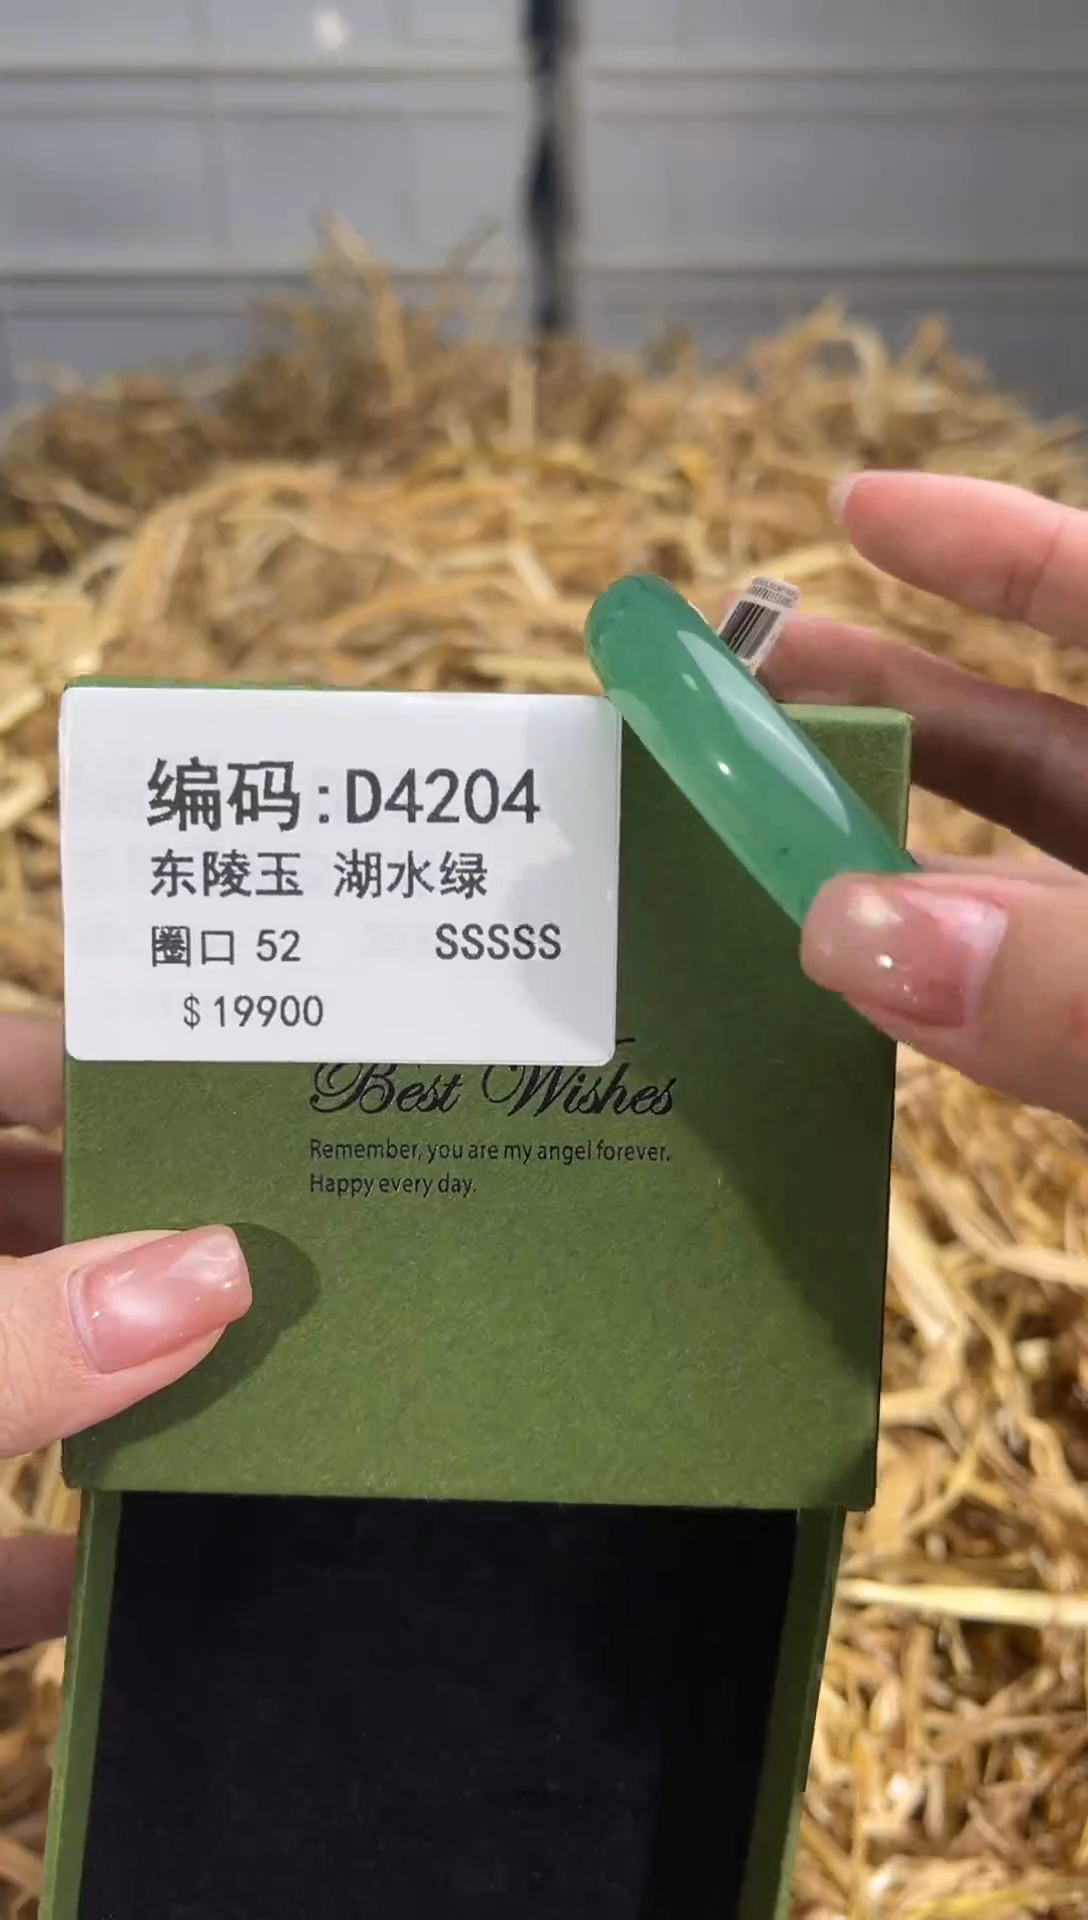 编码:D4204
东陵玉 湖水绿
圈口 52 SSSSS
$19900
Best Wishes
Remember, you are my angel forever.
Happy every day.